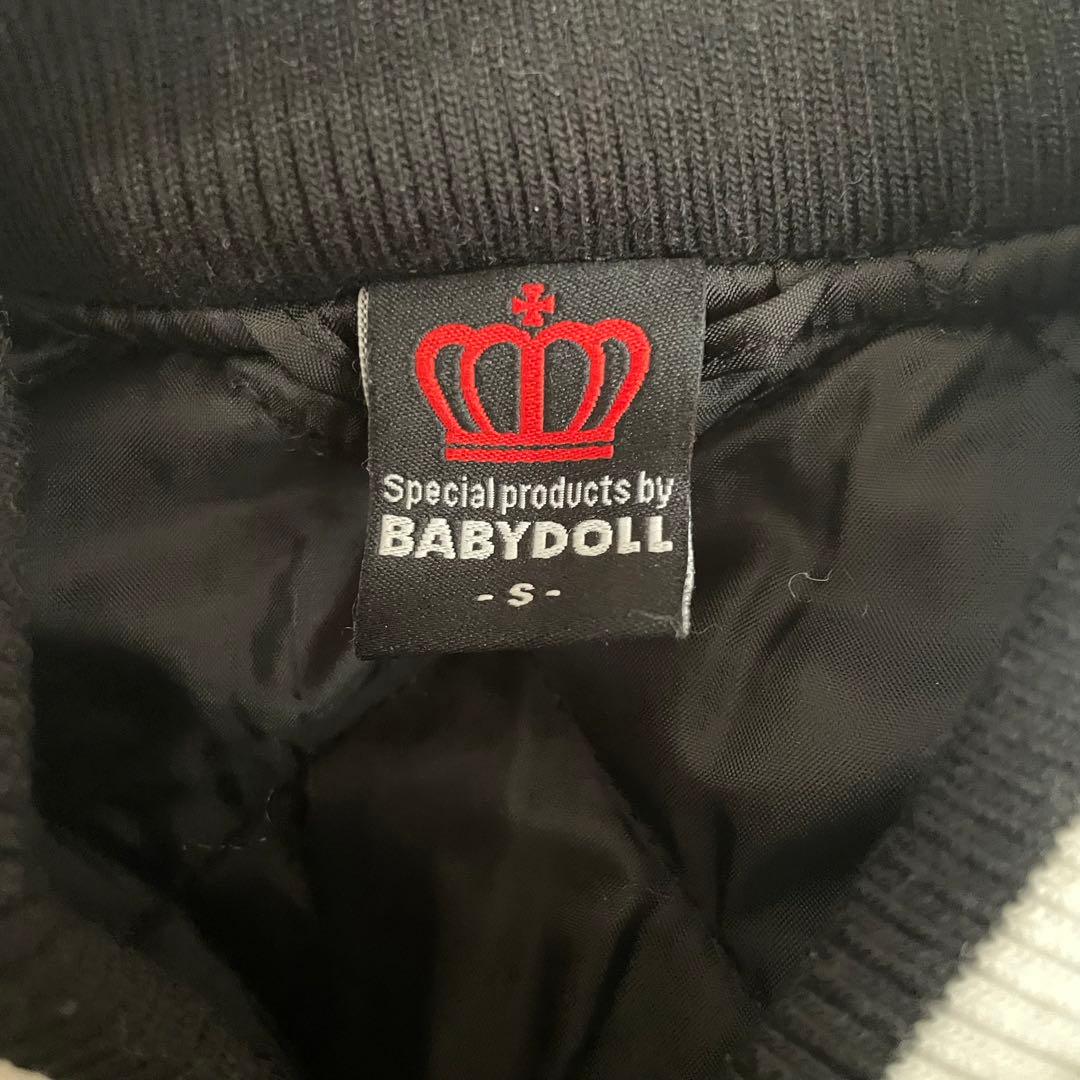 Special products by
BABYDOLL
- S -